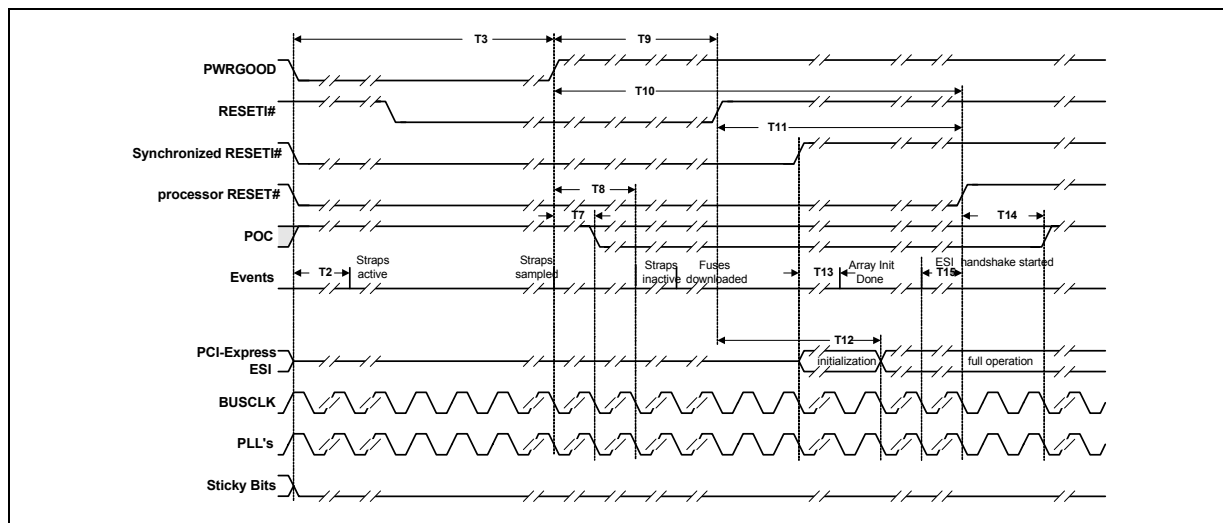 T3
T9
PWRGOOD
T10
RESETI#
T11
Synchronized RESETI#
T8
processor RESET#
T7
T14
POC
Straps active
Straps sampled
Straps inactive
Fuses downloaded
Array Init Done
ESI handshake started
T2
T13
T15
Events
T12
PCI-Express
ESI
initialization
full operation
BUSCLK
PLL's
Sticky Bits